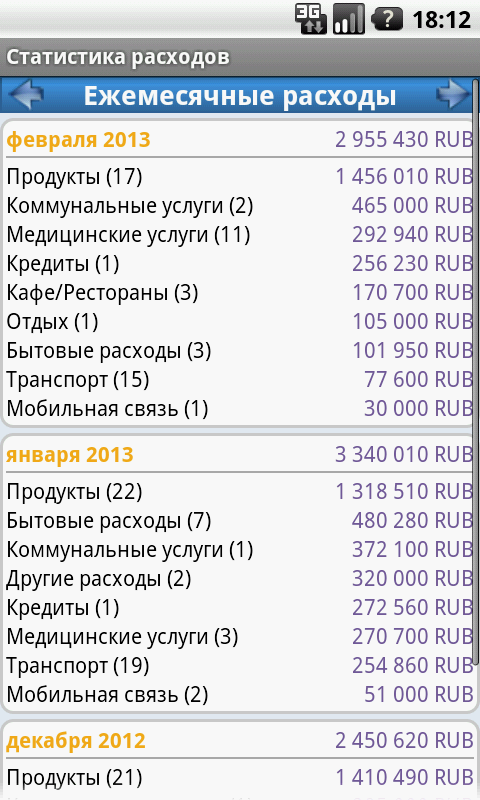 3G 18:12
Статистика расходов
Ежемесячные расходы
февраля 2013 2 955 430 RUB
Продукты (17) 1 456 010 RUB
Коммунальные услуги (2) 465 000 RUB
Медицинские услуги (11) 292 940 RUB
Кредиты (1) 256 230 RUB
Кафе/Рестораны (3) 170 700 RUB
Отдых (1) 105 000 RUB
Бытовые расходы (3) 101 950 RUB
Транспорт (15) 77 600 RUB
Мобильная связь (1) 30 000 RUB
января 2013 3 340 010 RUB
Продукты (22) 1 318 510 RUB
Бытовые расходы (7) 480 280 RUB
Коммунальные услуги (1) 372 100 RUB
Другие расходы (2) 320 000 RUB
Кредиты (1) 272 560 RUB
Медицинские услуги (3) 270 700 RUB
Транспорт (19) 254 860 RUB
Мобильная связь (2) 51 000 RUB
декабря 2012 2 450 620 RUB
Продукты (21) 1 410 490 RUB